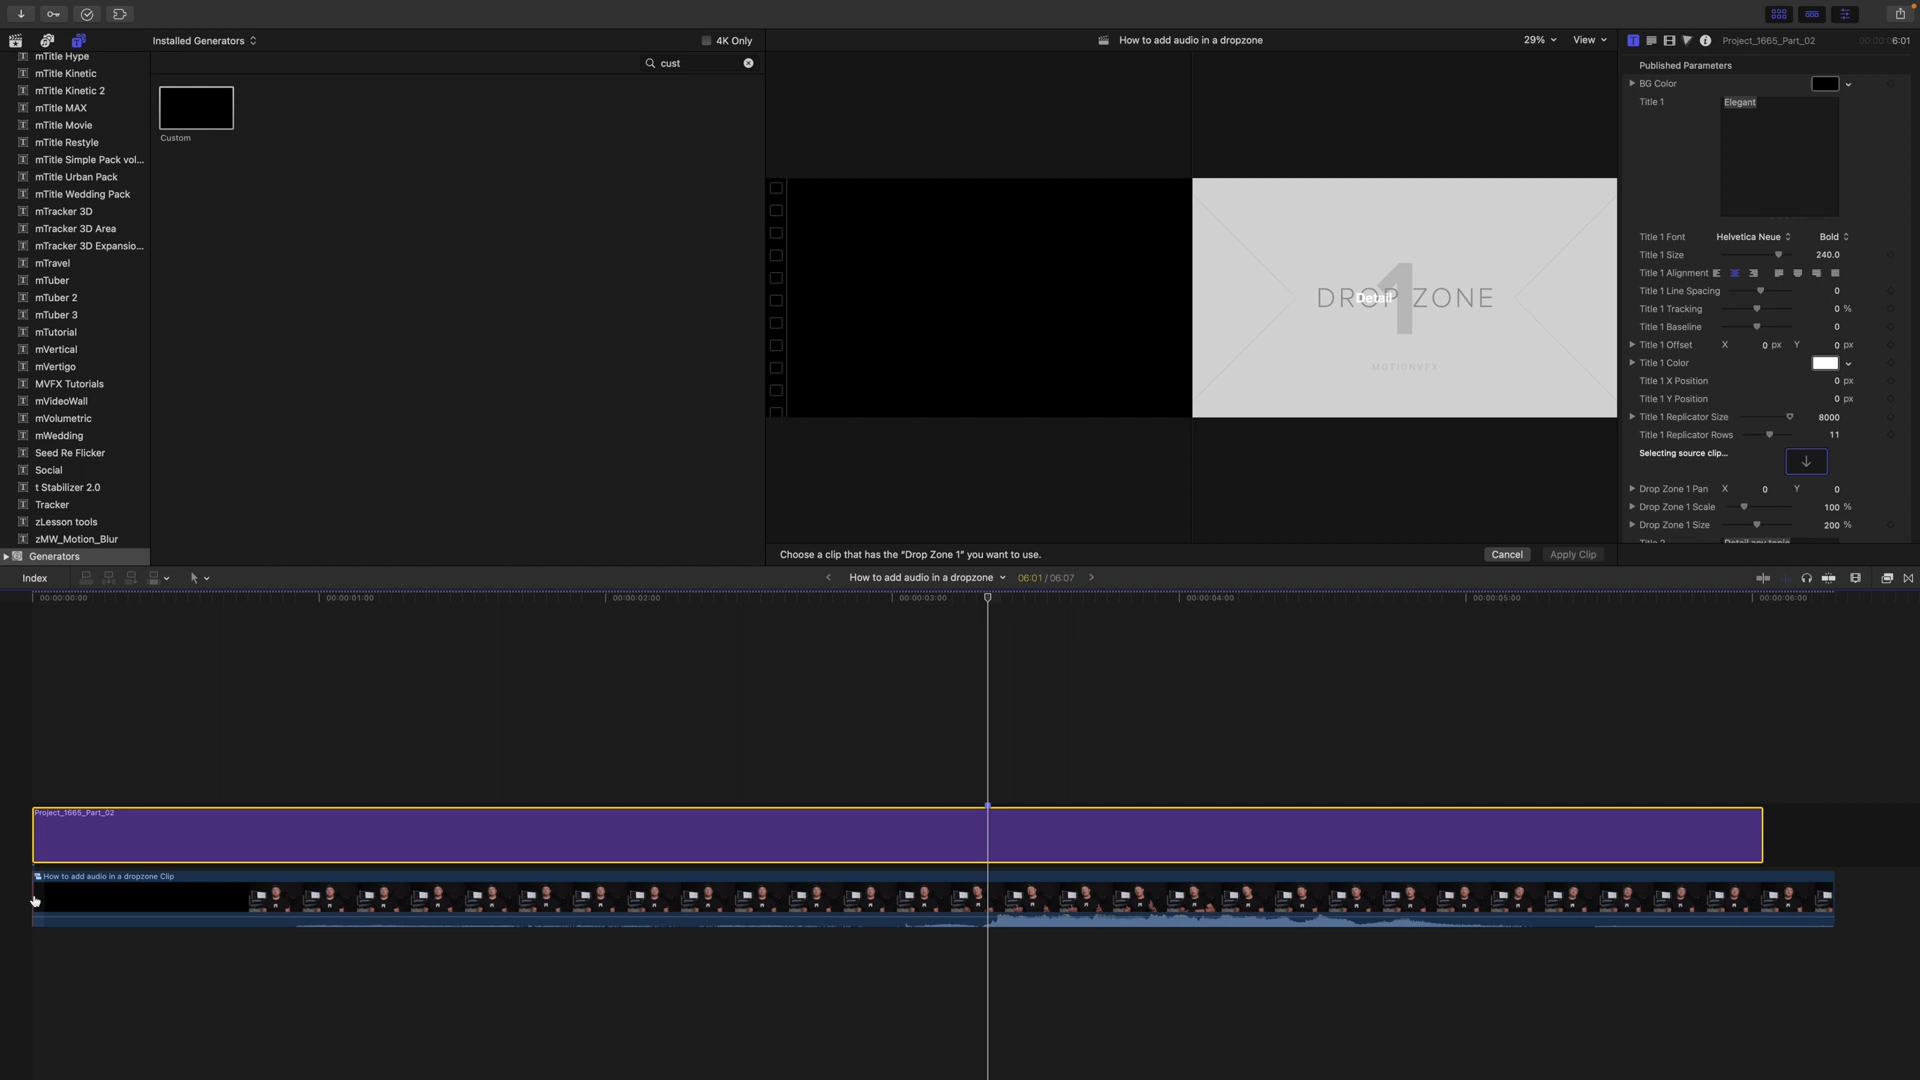 Installed Generators
4K Only
How to add audio in a dropzone
29%
View
Project_1665_Part_02
00:00:06:01
mTitle Hype
mTitle Kinetic
mTitle Kinetic 2
mTitle MAX
mTitle Movie
mTitle Restyle
mTitle Simple Pack vol...
mTitle Urban Pack
mTitle Wedding Pack
mTracker 3D
mTracker 3D Area
mTracker 3D Expansio...
mTravel
mTuber
mTuber 2
mTuber 3
mTutorial
mVertical
mVertigo
MVFX Tutorials
mVideoWall
mVolumetric
mWedding
Seed Re Flicker
Social
t Stabilizer 2.0
Tracker
zLesson tools
zMW_Motion_Blur
Generators
cust
Custom
DROP ZONE
1
Detail
MOTIONVFX
Choose a clip that has the "Drop Zone 1" you want to use.
Cancel
Apply Clip
Published Parameters
BG Color
Title 1 Elegant
Title 1 Font Helvetica Neue Bold
Title 1 Size 240.0
Title 1 Alignment
Title 1 Line Spacing 0
Title 1 Tracking 0 %
Title 1 Baseline 0
Title 1 Offset X 0 px Y 0 px
Title 1 Color
Title 1 X Position 0 px
Title 1 Y Position 0 px
Title 1 Replicator Size 8000
Title 1 Replicator Rows 11
Selecting source clip...
Drop Zone 1 Pan X 0 Y 0
Drop Zone 1 Scale 100 %
Drop Zone 1 Size 200 %
Title 2 Detail any topic
Index
How to add audio in a dropzone
06:01 / 06:07
00:00:00:00
00:00:01:00
00:00:02:00
00:00:03:00
00:00:04:00
00:00:05:00
00:00:06:00
Project_1665_Part_02
How to add audio in a dropzone Clip